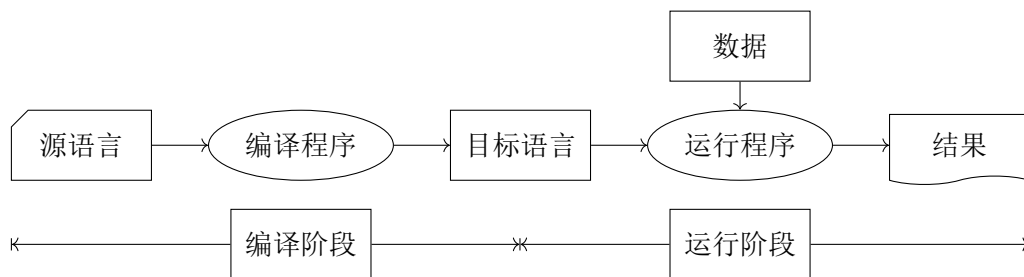 数据
源语言
编译程序
目标语言
运行程序
结果
编译阶段
运行阶段